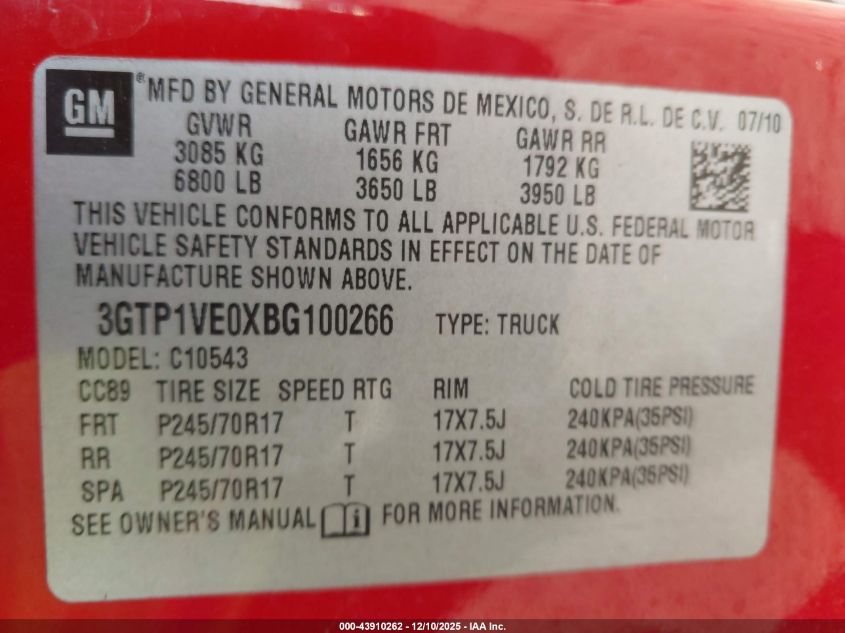 GM ® MFD BY GENERAL MOTORS DE MEXICO, S. DE R.L. DE C.V. 07/10
GVWR GAWR FRT GAWR RR
3085 KG 1656 KG 1792 KG
6800 LB 3650 LB 3950 LB
THIS VEHICLE CONFORMS TO ALL APPLICABLE U.S. FEDERAL MOTOR
VEHICLE SAFETY STANDARDS IN EFFECT ON THE DATE OF
MANUFACTURE SHOWN ABOVE.
3GTP1VE0XBG100266 TYPE: TRUCK
MODEL: C10543
CC89 TIRE SIZE SPEED RTG RIM COLD TIRE PRESSURE
FRT P245/70R17 T 17X7.5J 240KPA(35PSI)
RR P245/70R17 T 17X7.5J 240KPA(35PSI)
SPA P245/70R17 T 17X7.5J 240KPA(35PSI)
SEE OWNER'S MANUAL i FOR MORE INFORMATION.
000-43910262 - 12/10/2025 - IAA Inc.